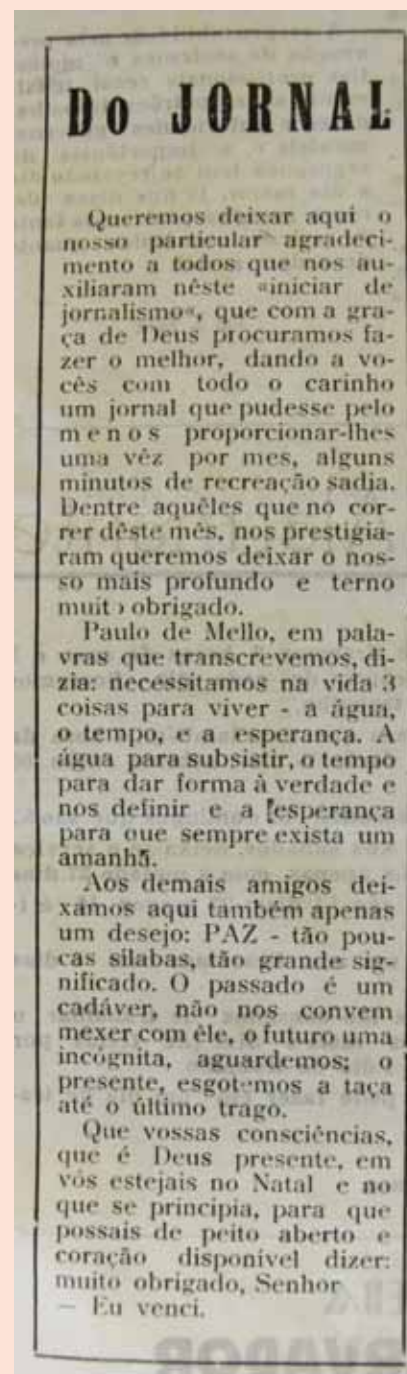 Do JORNAL
Queremos deixar aqui o
nosso particular agradeci-
mento a todos que nos au-
xiliaram nêste «iniciar de
jornalismo«, que com a gra-
ça de Deus procuramos fa-
zer o melhor, dando a vo-
cês com todo o carinho
um jornal que pudesse pelo
menos proporcionar-lhes
uma vêz por mes, alguns
minutos de recreação sadia.
Dentre aquêles que no cor-
rer dêste mês, nos prestigia-
ram queremos deixar o nos-
so mais profundo e terno
muito obrigado.
Paulo de Mello, em pala-
vras que transcrevemos, di-
zia: necessitamos na vida 3
coisas para viver - a água,
o tempo, e a esperança. A
água para subsistir, o tempo
para dar forma à verdade e
nos definir e a [esperança
para que sempre exista um
amanhã.
Aos demais amigos dei-
xamos aqui também apenas
um desejo: PAZ - tão pou-
cas silabas, tão grande sig-
nificado. O passado é um
cadáver, não nos convem
mexer com êle, o futuro uma
incógnita, aguardemos; o
presente, esgotemos a taça
até o último trago.
Que vossas consciências,
que é Deus presente, em
vós estejais no Natal e no
que se principia, para que
possais de peito aberto e
coração disponível dizer:
muito obrigado, Senhor
— Eu venci.